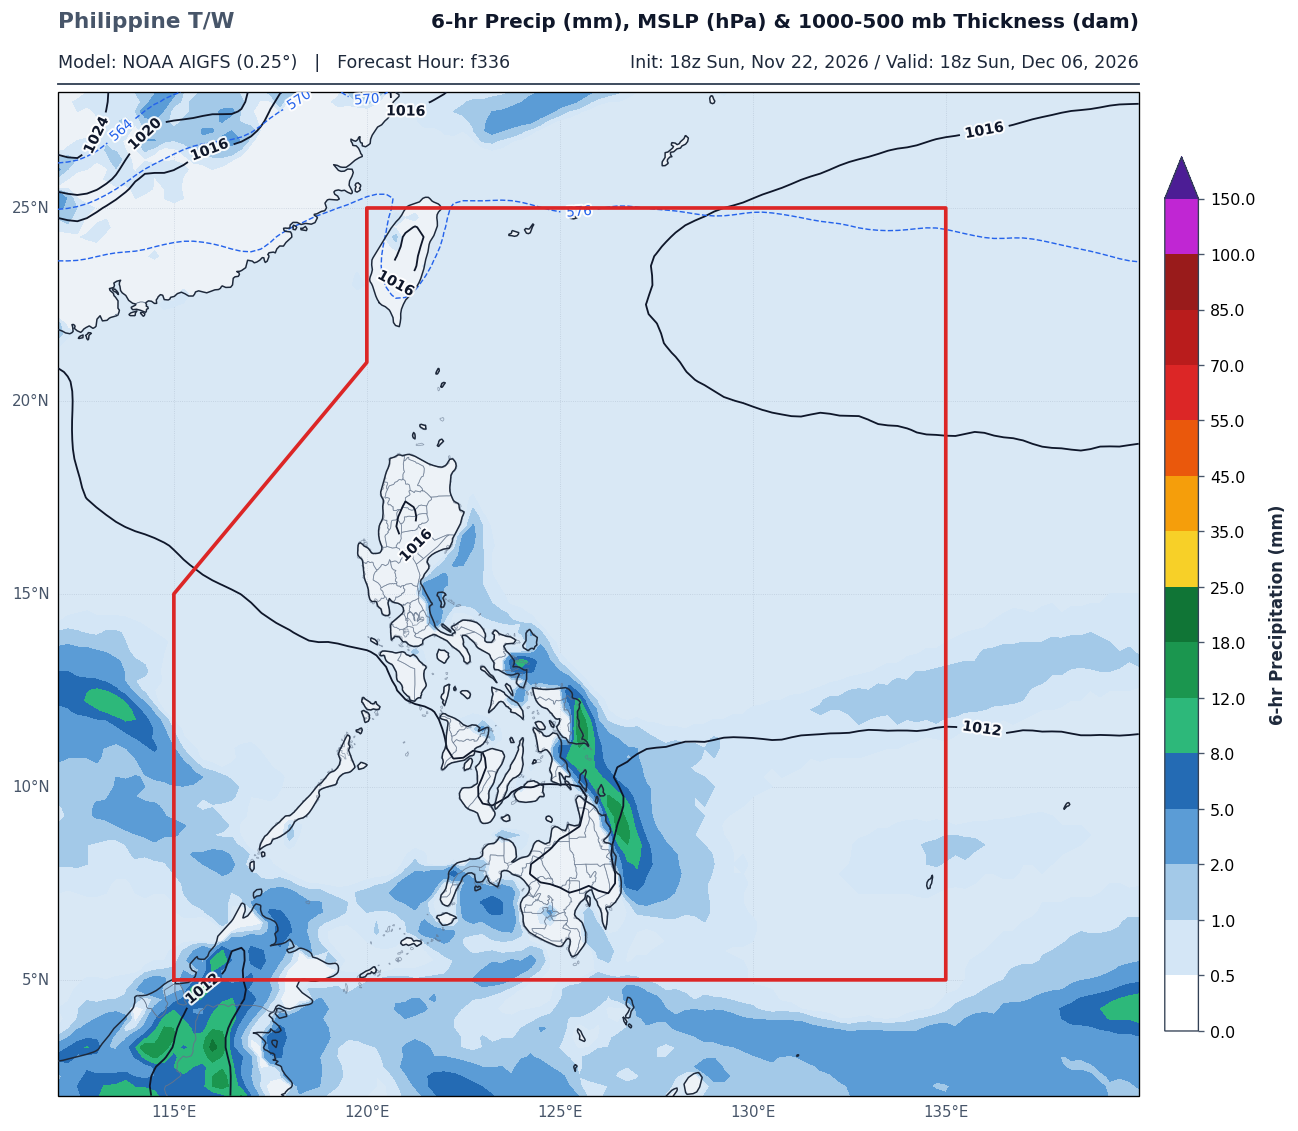 Philippine T/W
6-hr Precip (mm), MSLP (hPa) & 1000-500 mb Thickness (dam)
Model: NOAA AIGFS (0.25°) | Forecast Hour: f336
Init: 18z Sun, Nov 22, 2026 / Valid: 18z Sun, Dec 06, 2026
570
570
1016
1024
564
1020
1016
1016
25°N
576
1016
20°N
1016
15°N
1012
10°N
5°N
1012
115°E
120°E
125°E
130°E
135°E
150.0
100.0
85.0
70.0
55.0
45.0
35.0
25.0
18.0
12.0
8.0
5.0
2.0
1.0
0.5
0.0
6-hr Precipitation (mm)